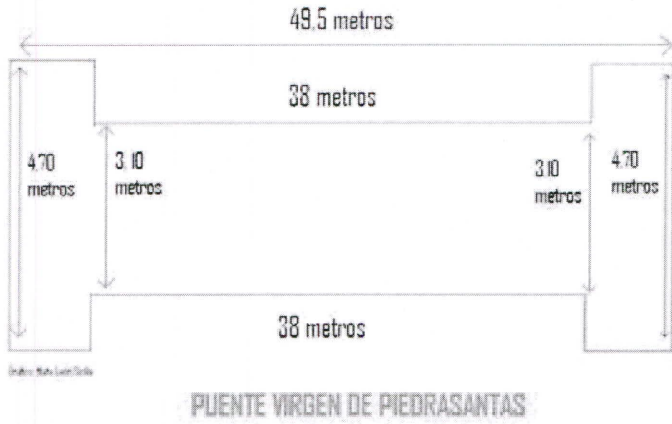 49,5 metros
38 metros
4,70
metros
3,10
metros
3,10
metros
4,70
metros
38 metros
PUENTE VIRGEN DE PIEDRASANTAS